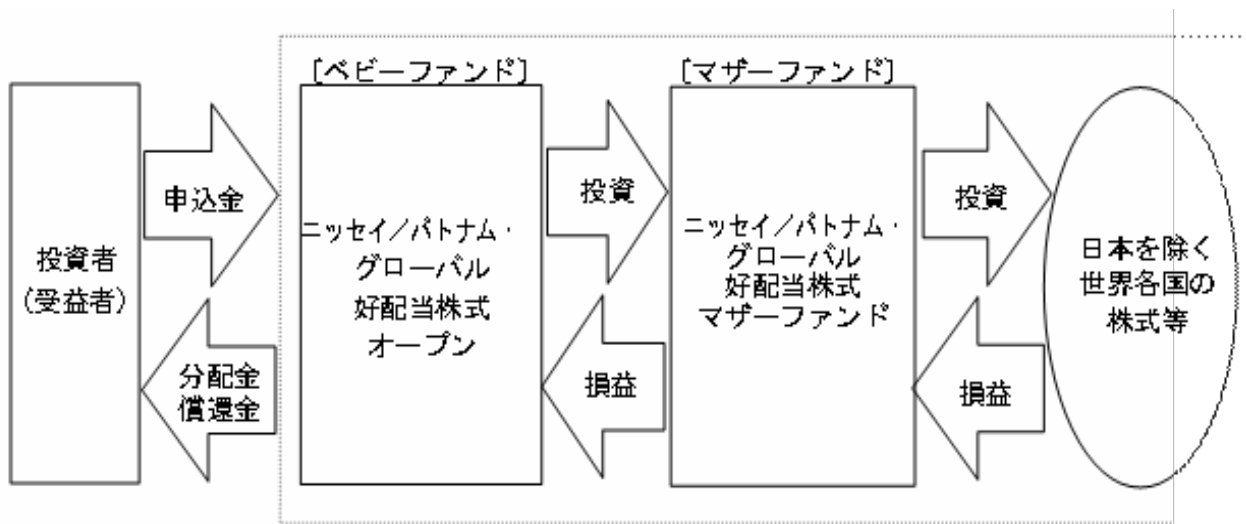 投資者
(受益者)
申込金
分配金
償還金
[ベビーファンド]
ニッセイ／パトナム・
グローバル
好配当株式
オープン
投資
損益
[マザーファンド]
ニッセイ／パトナム・
グローバル
好配当株式
マザーファンド
投資
損益
日本を除く
世界各国の
株式等